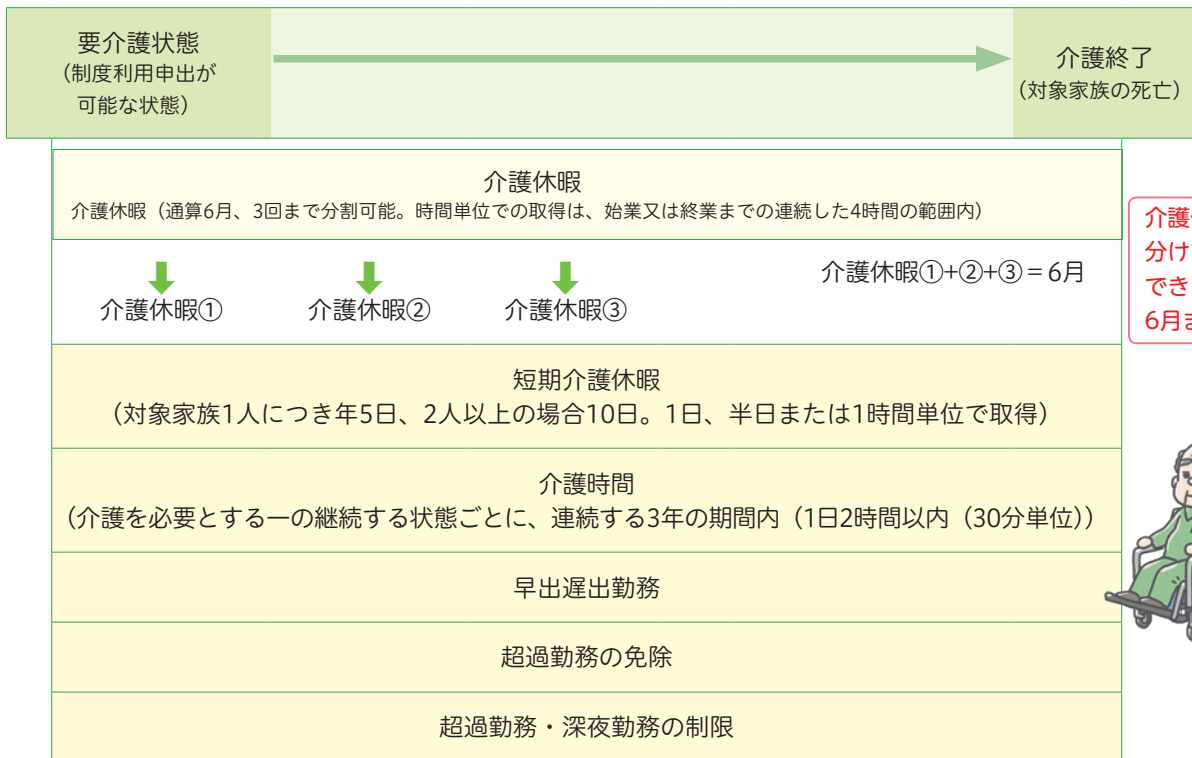 要介護状態
（制度利用申出が
可能な状態）
介護終了
（対象家族の死亡）
介護休暇
介護休暇（通算6月、3回まで分割可能。時間単位での取得は、始業又は終業までの連続した4時間の範囲内）
介護休暇①
介護休暇②
介護休暇③
介護休暇①+②+③＝6月
介護
分け
でき
6月
短期介護休暇
（対象家族1人につき年5日、2人以上の場合10日。1日、半日または1時間単位で取得）
介護時間
（介護を必要とする一の継続する状態ごとに、連続する3年の期間内（1日2時間以内（30分単位））
早出遅出勤務
超過勤務の免除
超過勤務・深夜勤務の制限